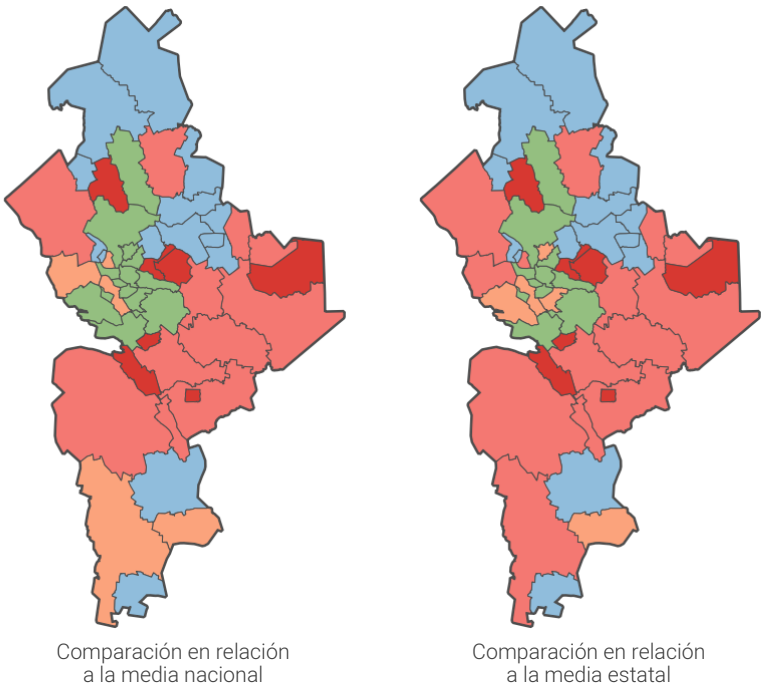 Comparación en relación
a la media nacional
Comparación en relación
a la media estatal